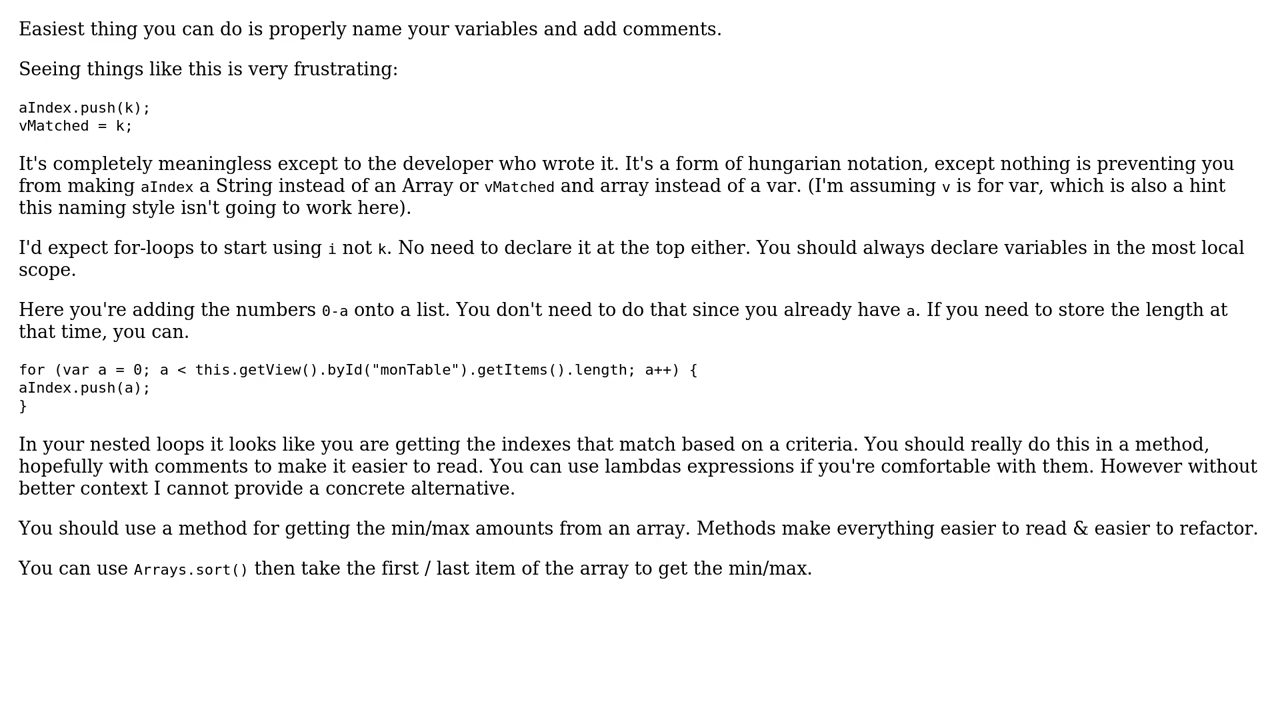 Easiest thing you can do is properly name your variables and add comments.
Seeing things like this is very frustrating:
aIndex.push(k);
vMatched = k;
It's completely meaningless except to the developer who wrote it. It's a form of hungarian notation, except nothing is preventing you
from making aIndex a String instead of an Array or vMatched and array instead of a var. (I'm assuming v is for var, which is also a hint
this naming style isn't going to work here).
I'd expect for-loops to start using i not k. No need to declare it at the top either. You should always declare variables in the most local
scope.
Here you're adding the numbers 0-a onto a list. You don't need to do that since you already have a. If you need to store the length at
that time, you can.
for (var a = 0; a < this.getView().byId("monTable").getItems().length; a++) {
aIndex.push(a);
}
In your nested loops it looks like you are getting the indexes that match based on a criteria. You should really do this in a method,
hopefully with comments to make it easier to read. You can use lambdas expressions if you're comfortable with them. However without
better context I cannot provide a concrete alternative.
You should use a method for getting the min/max amounts from an array. Methods make everything easier to read & easier to refactor.
You can use Arrays.sort() then take the first / last item of the array to get the min/max.